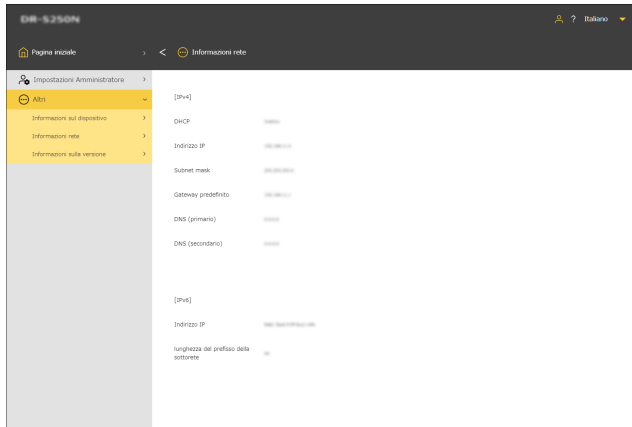 DR-S250N
? Italiano
Pagina iniziale
Informazioni rete
Impostazioni Amministratore
Altri
Informazioni sul dispositivo
Informazioni rete
Informazioni sulla versione
[IPv4]
DHCP
Indirizzo IP
Subnet mask
Gateway predefinito
DNS (primario)
DNS (secondario)
[IPv6]
Indirizzo IP
lunghezza del prefisso della
sottorete